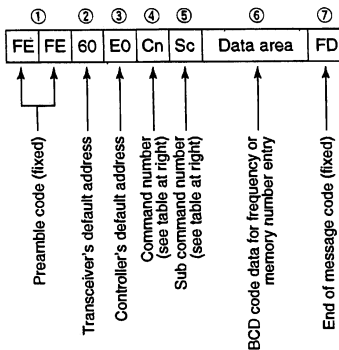 ① ② ③ ④ ⑤ ⑥ ⑦
FE FE 60 E0 Cn Sc Data area FD
Preamble code (fixed)
Transceiver's default address
Controller's default address
Command number
(see table at right)
Sub command number
(see table at right)
BCD code data for frequency or
memory number entry
End of message code (fixed)